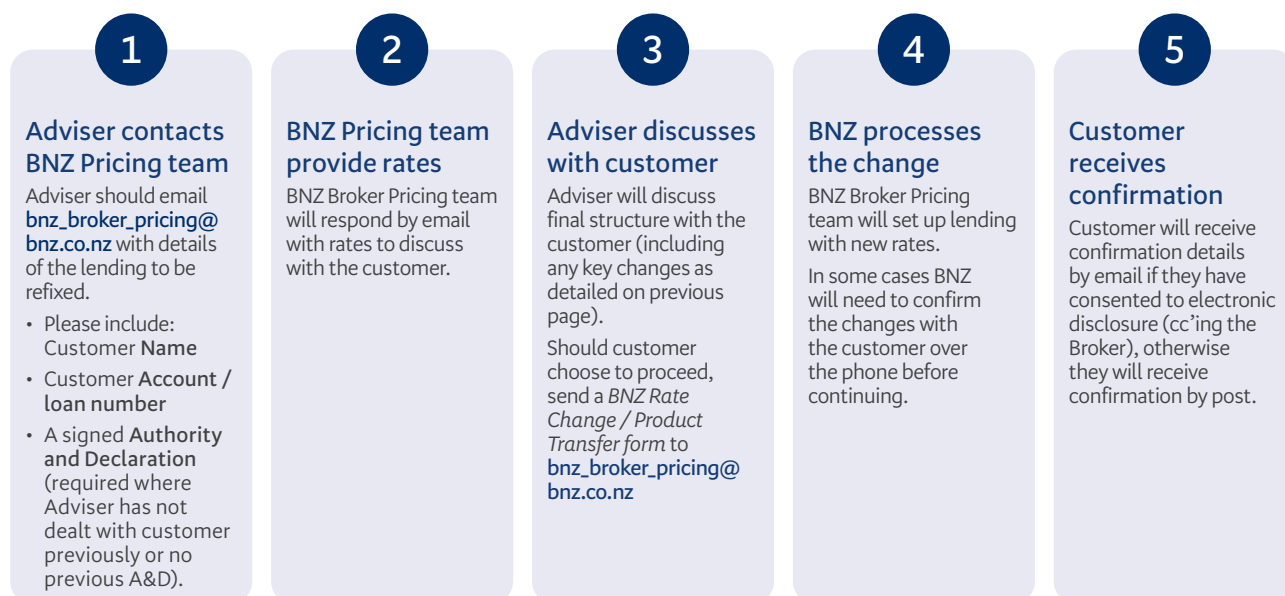 1
Adviser contacts
BNZ Pricing team
Adviser should email
bnz_broker_pricing@
bnz.co.nz with details
of the lending to be
refixed.
• Please include:
Customer Name
• Customer Account /
loan number
• A signed Authority
and Declaration
(required where
Adviser has not
dealt with customer
previously or no
previous A&D).
2
BNZ Pricing team
provide rates
BNZ Broker Pricing team
will respond by email
with rates to discuss
with the customer.
3
Adviser discusses
with customer
Adviser will discuss
final structure with the
customer (including
any key changes as
detailed on previous
page).
Should customer
choose to proceed,
send a BNZ Rate
Change / Product
Transfer form to
bnz_broker_pricing@
bnz.co.nz
4
BNZ processes
the change
BNZ Broker Pricing
team will set up lending
with new rates.
In some cases BNZ
will need to confirm
the changes with
the customer over
the phone before
continuing.
5
Customer
receives
confirmation
Customer will receive
confirmation details
by email if they have
consented to electronic
disclosure (cc'ing the
Broker), otherwise
they will receive
confirmation by post.